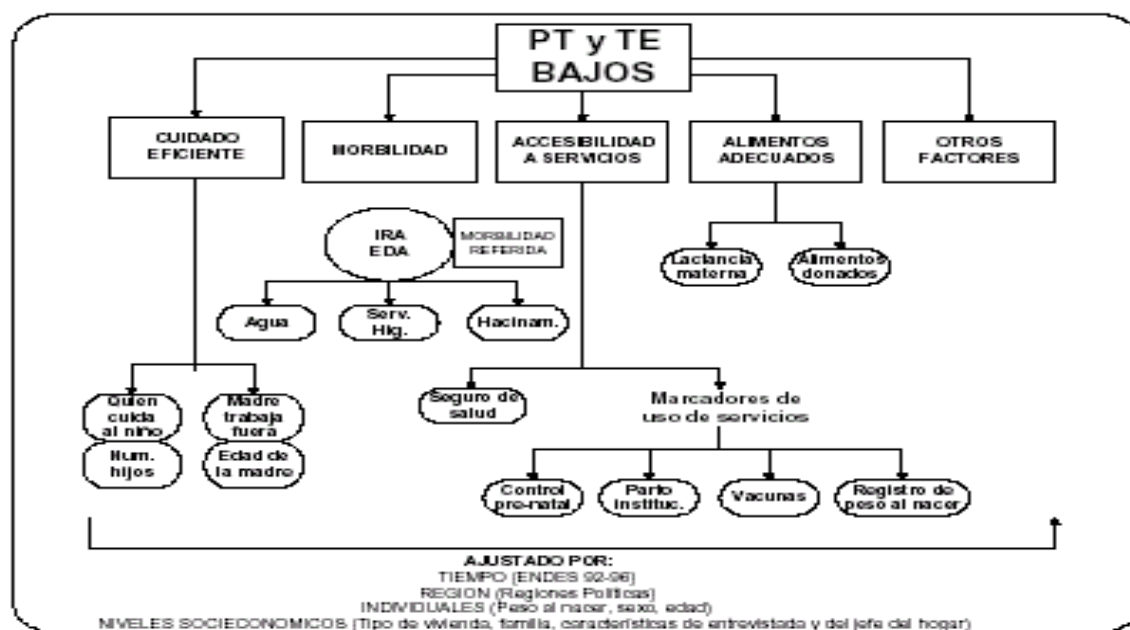 PT y TE
BAJOS
CUIDADO
EFICIENTE
MORBILIDAD
ACCESIBILIDAD
A SERVICIOS
ALIMENTOS
ADECUADOS
OTROS
FACTORES
IRA
EDA
MORBILIDAD
REFERIDA
Lactancia
materna
Alimentos
donados
Agua
Serv.
Hig.
Hacinam.
Quien
cuida
al niño
Madre
trabaja
fuera
Num.
hijos
Edad de
la madre
Seguro de
salud
Marcadores de
uso de servicios
Control
pre-natal
Parto
Instituc.
Vacunas
Registro de
peso al nacer
AJUSTADO POR:
TIEMPO (ENDES 92-96)
REGION (Regiones Políticas)
INDIVIDUALES (Peso al nacer, sexo, edad)
NIVELES SOCIECONOMICOS (Tipo de vivienda, familia, características de entrevistada y del jefe del hogar)